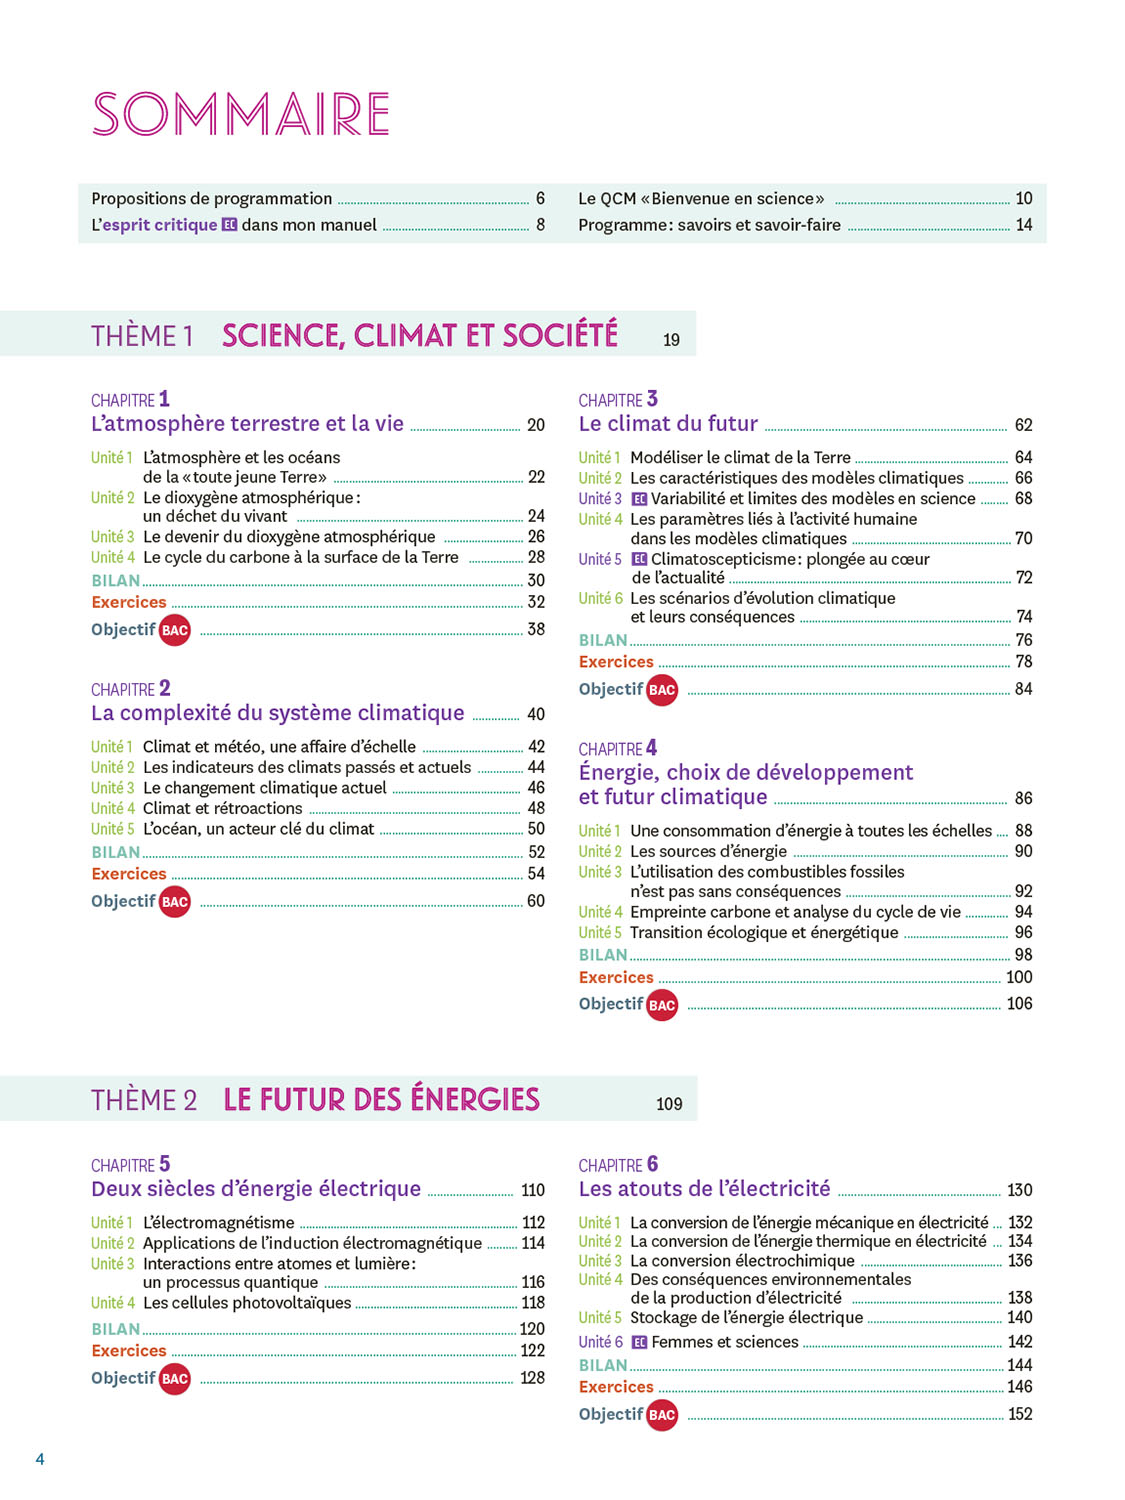 SOMMAIRE
Propositions de programmation 6
L'esprit critique EC dans mon manuel 8
Le QCM « Bienvenue en science » 10
Programme : savoirs et savoir-faire 14
THÈME 1 SCIENCE, CLIMAT ET SOCIÉTÉ 19
CHAPITRE 1
L'atmosphère terrestre et la vie 20
Unité 1 L'atmosphère et les océans
de la « toute jeune Terre » 22
Unité 2 Le dioxygène atmosphérique :
un déchet du vivant 24
Unité 3 Le devenir du dioxygène atmosphérique 26
Unité 4 Le cycle du carbone à la surface de la Terre 28
BILAN 30
Exercices 32
Objectif BAC 38
CHAPITRE 2
La complexité du système climatique 40
Unité 1 Climat et météo, une affaire d'échelle 42
Unité 2 Les indicateurs des climats passés et actuels 44
Unité 3 Le changement climatique actuel 46
Unité 4 Climat et rétroactions 48
Unité 5 L'océan, un acteur clé du climat 50
BILAN 52
Exercices 54
Objectif BAC 60
CHAPITRE 3
Le climat du futur 62
Unité 1 Modéliser le climat de la Terre 64
Unité 2 Les caractéristiques des modèles climatiques 66
Unité 3 EC Variabilité et limites des modèles en science 68
Unité 4 Les paramètres liés à l'activité humaine
dans les modèles climatiques 70
Unité 5 EC Climatoscepticisme : plongée au cœur
de l'actualité 72
Unité 6 Les scénarios d'évolution climatique
et leurs conséquences 74
BILAN 76
Exercices 78
Objectif BAC 84
CHAPITRE 4
Énergie, choix de développement
et futur climatique 86
Unité 1 Une consommation d'énergie à toutes les échelles 88
Unité 2 Les sources d'énergie 90
Unité 3 L'utilisation des combustibles fossiles
n'est pas sans conséquences 92
Unité 4 Empreinte carbone et analyse du cycle de vie 94
Unité 5 Transition écologique et énergétique 96
BILAN 98
Exercices 100
Objectif BAC 106
THÈME 2 LE FUTUR DES ÉNERGIES 109
CHAPITRE 5
Deux siècles d'énergie électrique 110
Unité 1 L'électromagnétisme 112
Unité 2 Applications de l'induction électromagnétique 114
Unité 3 Interactions entre atomes et lumière :
un processus quantique 116
Unité 4 Les cellules photovoltaïques 118
BILAN 120
Exercices 122
Objectif BAC 128
CHAPITRE 6
Les atouts de l'électricité 130
Unité 1 La conversion de l'énergie mécanique en électricité 132
Unité 2 La conversion de l'énergie thermique en électricité 134
Unité 3 La conversion électrochimique 136
Unité 4 Des conséquences environnementales
de la production d'électricité 138
Unité 5 Stockage de l'énergie électrique 140
Unité 6 EC Femmes et sciences 142
BILAN 144
Exercices 146
Objectif BAC 152
4